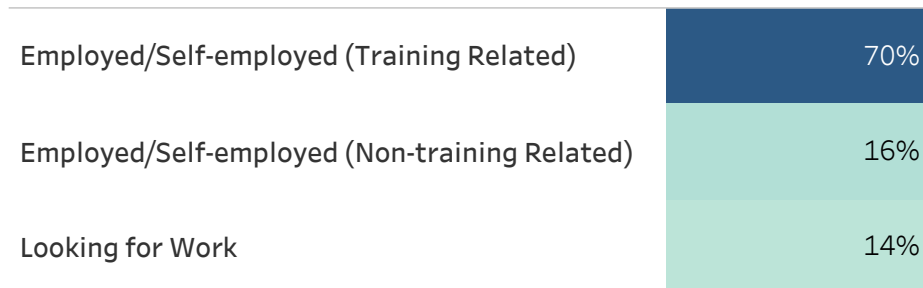 Employed/Self-employed (Training Related) 70%
Employed/Self-employed (Non-training Related) 16%
Looking for Work 14%